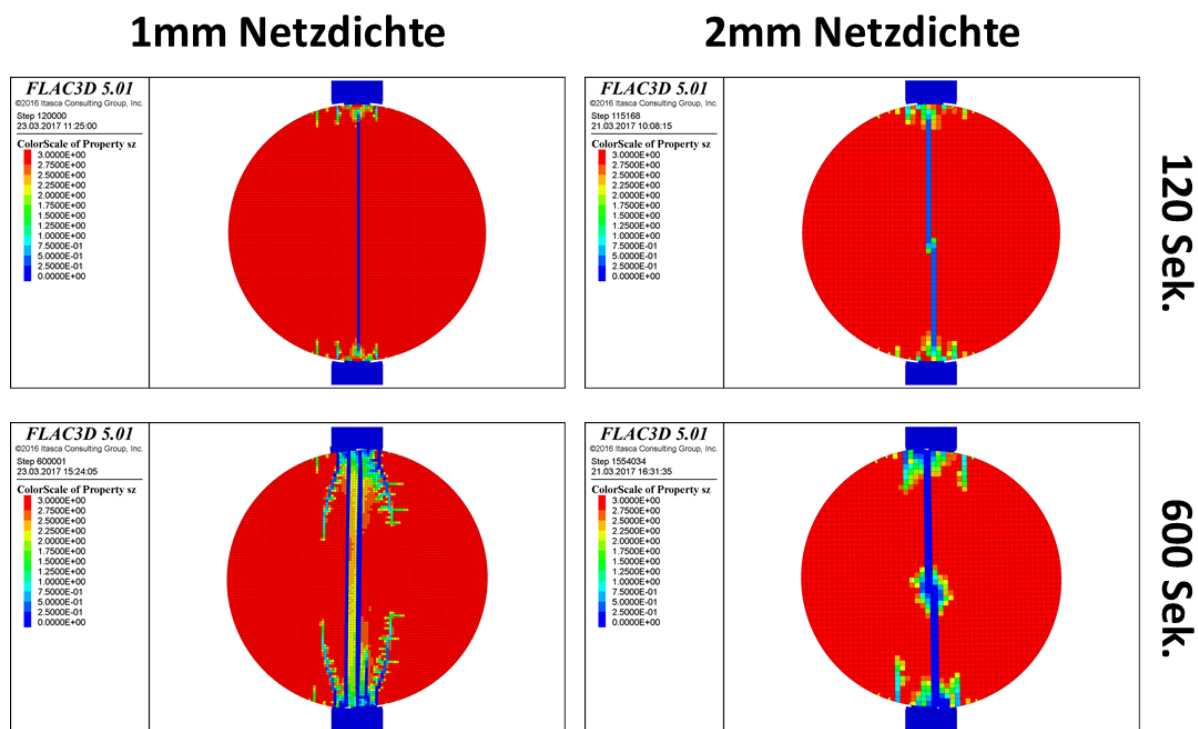 1mm Netzdichte
2mm Netzdichte
FLAC3D 5.01
©2016 Itasca Consulting Group, Inc.
Step 120000
23.03.2017 11:25:00
ColorScale of Property sz
3.0000E+00
2.7500E+00
2.5000E+00
2.2500E+00
2.0000E+00
1.7500E+00
1.5000E+00
1.2500E+00
1.0000E+00
7.5000E-01
5.0000E-01
2.5000E-01
0.0000E+00
FLAC3D 5.01
©2016 Itasca Consulting Group, Inc.
Step 115168
21.03.2017 10:08:15
ColorScale of Property sz
3.0000E+00
2.7500E+00
2.5000E+00
2.2500E+00
2.0000E+00
1.7500E+00
1.5000E+00
1.2500E+00
1.0000E+00
7.5000E-01
5.0000E-01
2.5000E-01
0.0000E+00
120 Sek.
FLAC3D 5.01
©2016 Itasca Consulting Group, Inc.
Step 600001
23.03.2017 15:24:05
ColorScale of Property sz
3.0000E+00
2.7500E+00
2.5000E+00
2.2500E+00
2.0000E+00
1.7500E+00
1.5000E+00
1.2500E+00
1.0000E+00
7.5000E-01
5.0000E-01
2.5000E-01
0.0000E+00
FLAC3D 5.01
©2016 Itasca Consulting Group, Inc.
Step 1554034
21.03.2017 16:31:35
ColorScale of Property sz
3.0000E+00
2.7500E+00
2.5000E+00
2.2500E+00
2.0000E+00
1.7500E+00
1.5000E+00
1.2500E+00
1.0000E+00
7.5000E-01
5.0000E-01
2.5000E-01
0.0000E+00
600 Sek.